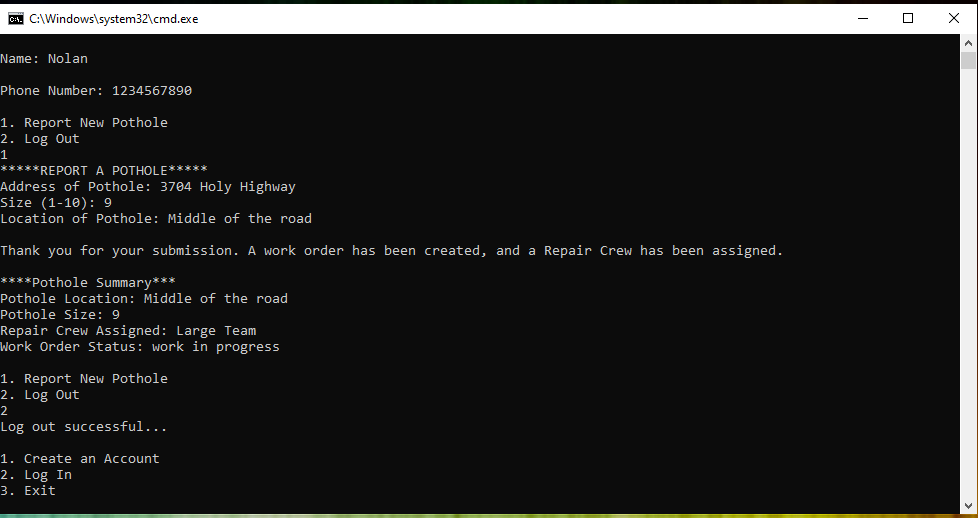 C:\Windows\system32\cmd.exe
Name: Nolan
Phone Number: 1234567890
1. Report New Pothole
2. Log Out
1
*****REPORT A POTHOLE*****
Address of Pothole: 3704 Holy Highway
Size (1-10): 9
Location of Pothole: Middle of the road
Thank you for your submission. A work order has been created, and a Repair Crew has been assigned.
****Pothole Summary***
Pothole Location: Middle of the road
Pothole Size: 9
Repair Crew Assigned: Large Team
Work Order Status: work in progress
1. Report New Pothole
2. Log Out
2
Log out successful...
1. Create an Account
2. Log In
3. Exit